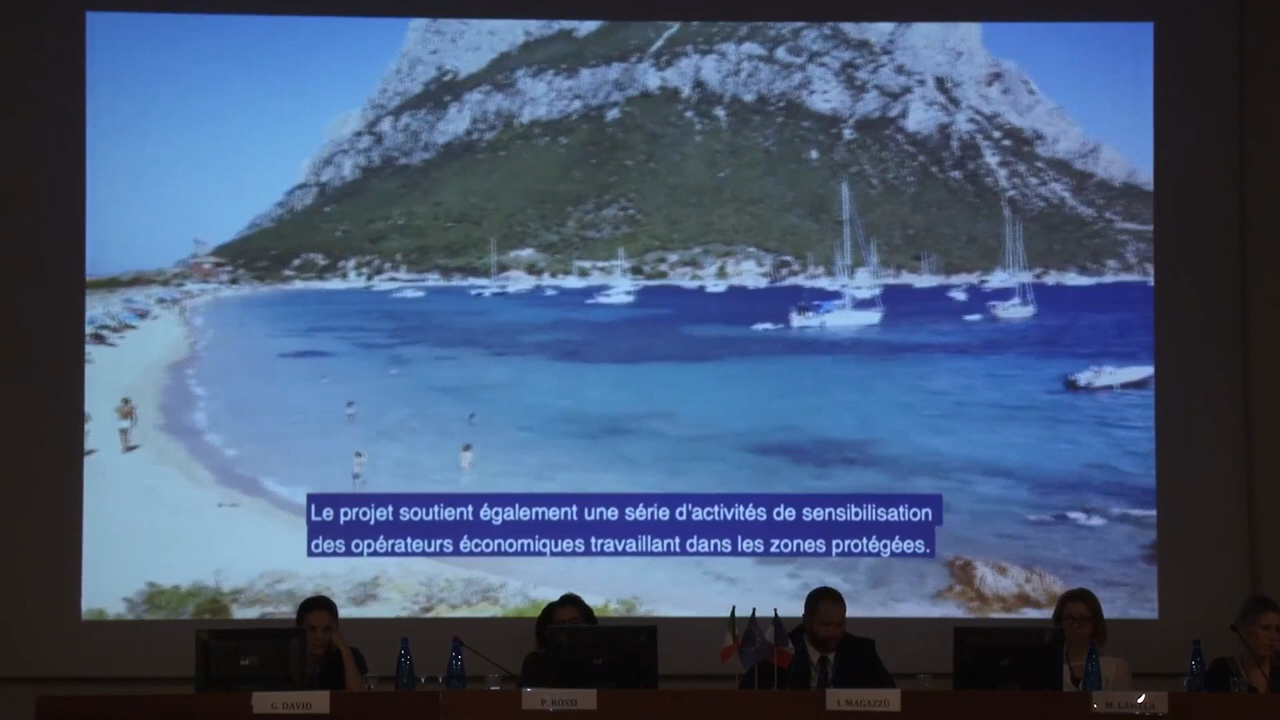 Le projet soutient également une série d'activités de sensibilisation
des opérateurs économiques travaillant dans les zones protégées.
G. DAVID
P. ROSSI
I. MAGAZZÙ
M. LAMELA